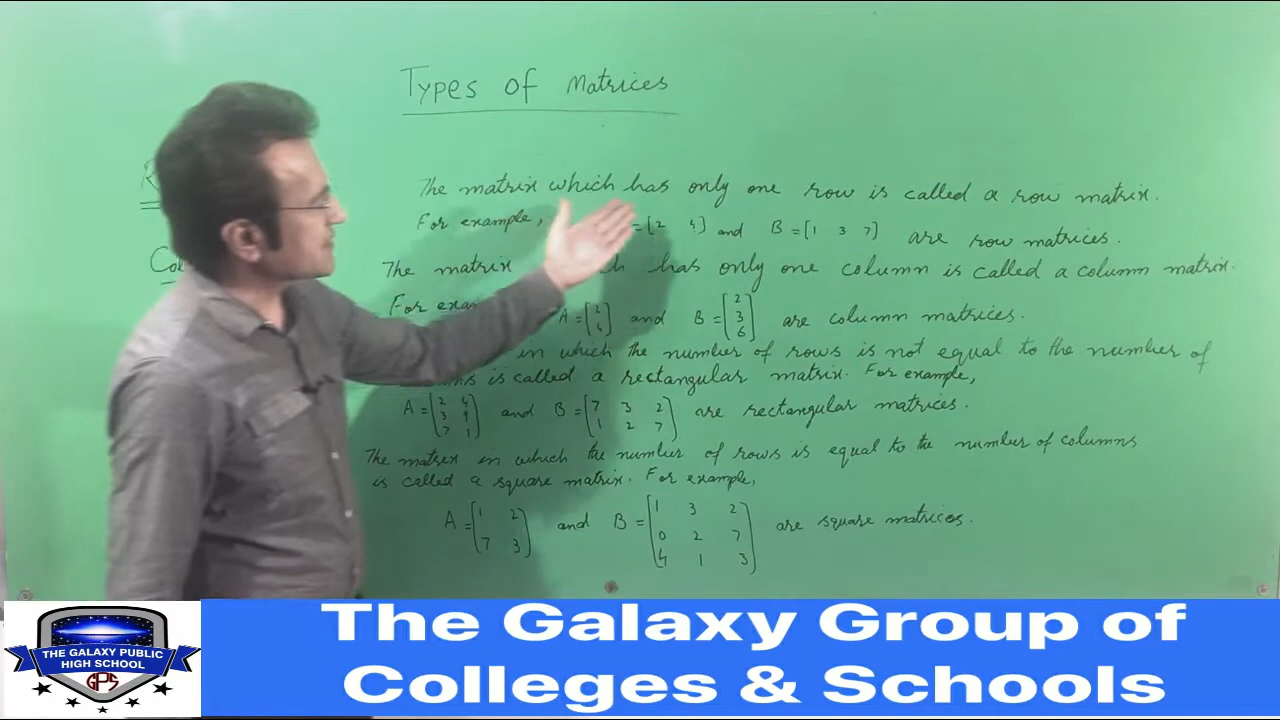 Types of Matrices
The matrix which has only one row is called a row matrix.
For example, = [2 4] and B = [1 3 7] are row matrices.
Col
The matrix has only one column is called a column matrix.
For A = [2 4] and B = [2 3 6] are column matrices.
in which the number of rows is not equal to the number of
is called a rectangular matrix. For example,
A = [2 4 3 9 7 1] and B = [7 3 2 1 2 7] are rectangular matrices.
The matrix in which the number of rows is equal to the number of columns
is called a square matrix. For example,
A = [1 2 7 3] and B = [1 3 2 0 2 7 4 1 3] are square matrices.
THE GALAXY PUBLIC
HIGH SCHOOL
GPS
The Galaxy Group of
Colleges & Schools